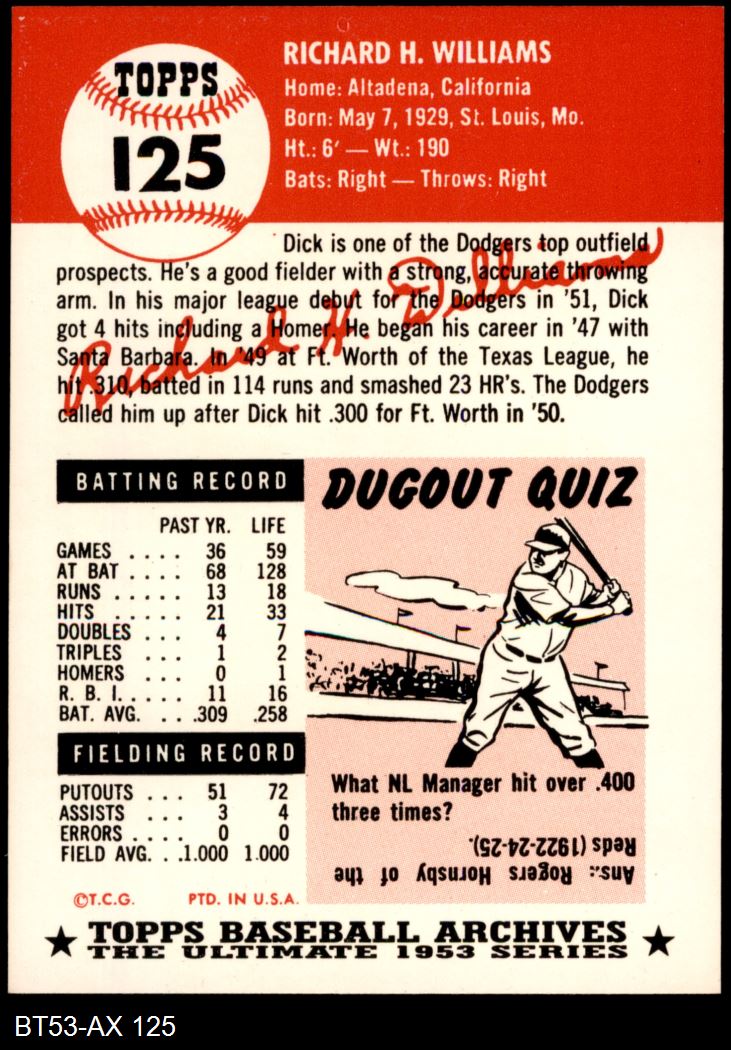 TOPPS
125
RICHARD H. WILLIAMS
Home: Altadena, California
Born: May 7, 1929, St. Louis, Mo.
Ht.: 6′ — Wt.: 190
Bats: Right — Throws: Right
Dick is one of the Dodgers top outfield
prospects. He's a good fielder with a strong, accurate throwing
arm. In his major league debut for the Dodgers in '51, Dick
got 4 hits including a Homer. He began his career in '47 with
Santa Barbara. In '49 at Ft. Worth of the Texas League, he
hit .310, batted in 114 runs and smashed 23 HR's. The Dodgers
called him up after Dick hit .300 for Ft. Worth in '50.
Richard H. Williams
BATTING RECORD
PAST YR. LIFE
GAMES .... 36 59
AT BAT .... 68 128
RUNS ..... 13 18
HITS ...... 21 33
DOUBLES ... 4 7
TRIPLES ... 1 2
HOMERS ... 0 1
R. B. I. .... 11 16
BAT. AVG. ... .309 .258
FIELDING RECORD
PUTOUTS ... 51 72
ASSISTS ... 3 4
ERRORS ... 0 0
FIELD AVG. ..1.000 1.000
DUGOUT QUIZ
What NL Manager hit over .400
three times?
Ans.: Rogers Hornsby of the
Reds (1922-24-25).
©T.C.G. PTD. IN U.S.A.
★ TOPPS BASEBALL ARCHIVES ★
THE ULTIMATE 1953 SERIES
BT53-AX 125